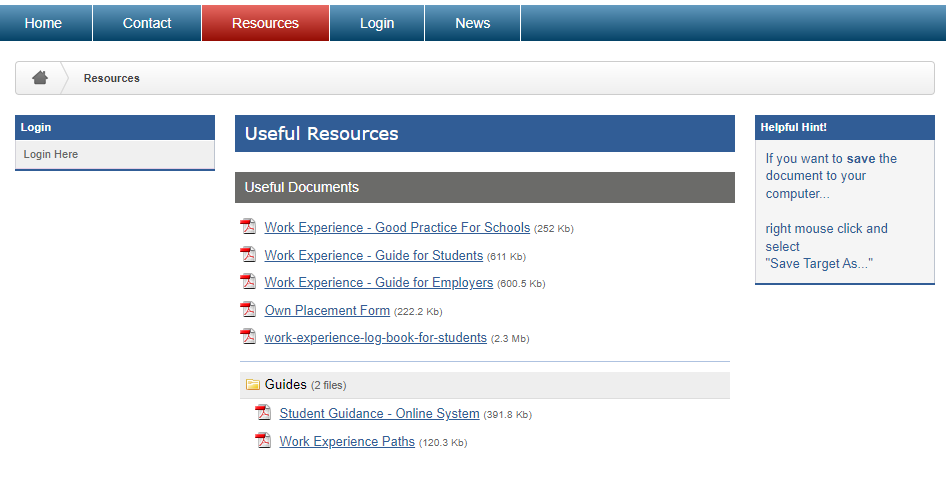 Home Contact Resources Login News
Resources
Login
Login Here
Useful Resources
Useful Documents
Work Experience - Good Practice For Schools (252 Kb)
Work Experience - Guide for Students (611 Kb)
Work Experience - Guide for Employers (600.5 Kb)
Own Placement Form (222.2 Kb)
work-experience-log-book-for-students (2.3 Mb)
Guides (2 files)
Student Guidance - Online System (391.8 Kb)
Work Experience Paths (120.3 Kb)
Helpful Hint!
If you want to save the
document to your
computer...
right mouse click and
select
"Save Target As..."